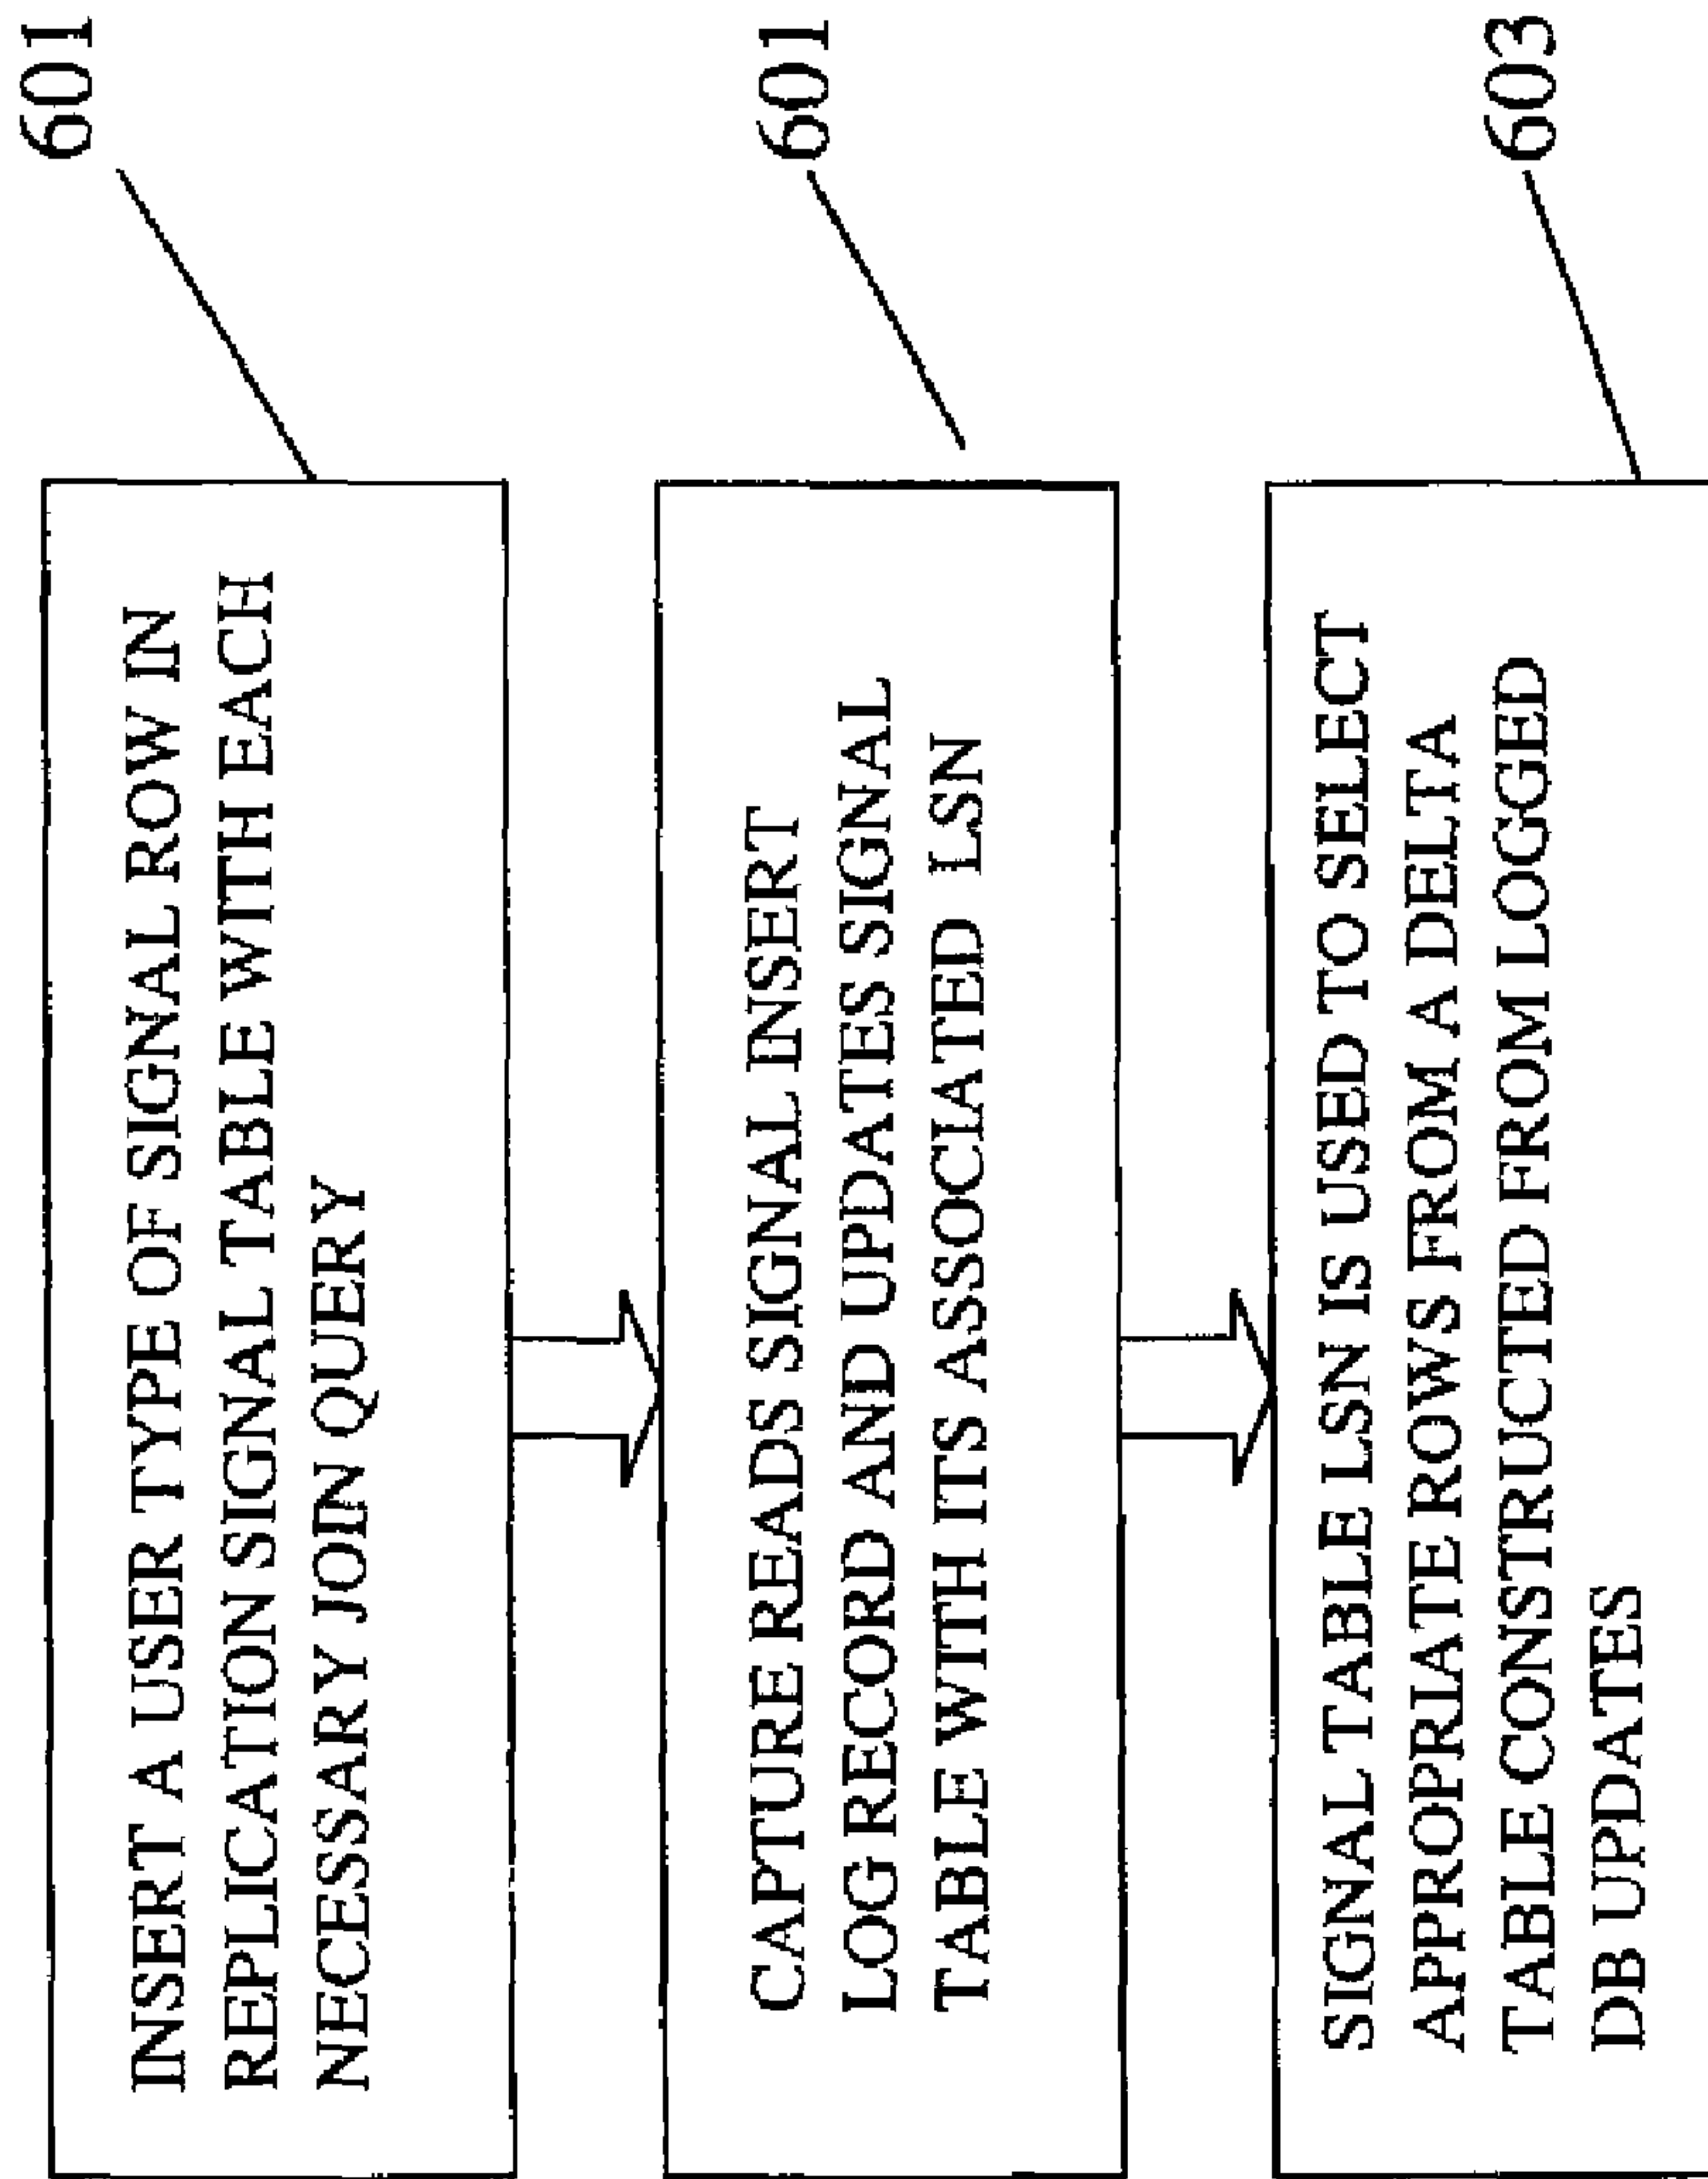 INSERT A USER TYPE OF SIGNAL ROW IN
REPLICATION SIGNAL TABLE WITH EACH
NECESSARY JOIN QUERY
601
CAPTURE READS SIGNAL INSERT
LOG RECORD AND UPDATES SIGNAL
TABLE WITH ITS ASSOCIATED LSN
601
SIGNAL TABLE LSN IS USED TO SELECT
APPROPRIATE ROWS FROM A DELTA
TABLE CONSTRUCTED FROM LOGGED
DB UPDATES
603